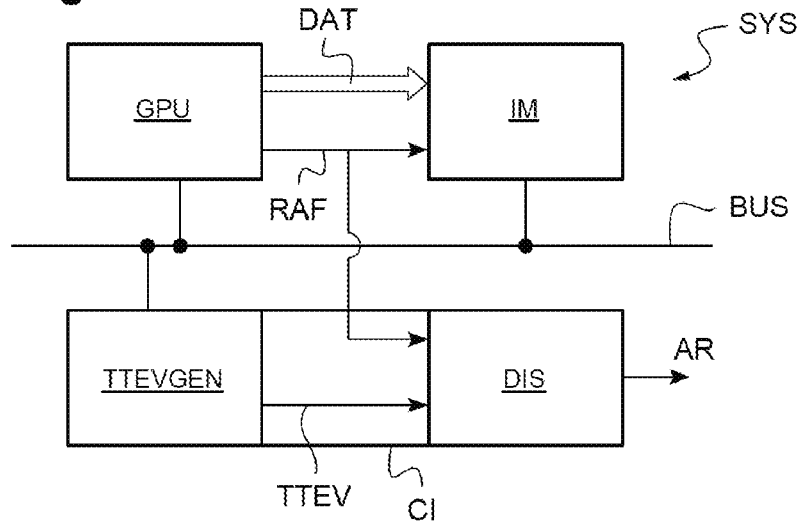 DAT
SYS
GPU
IM
RAF
BUS
TTEVGEN
DIS
AR
TTEV
CI